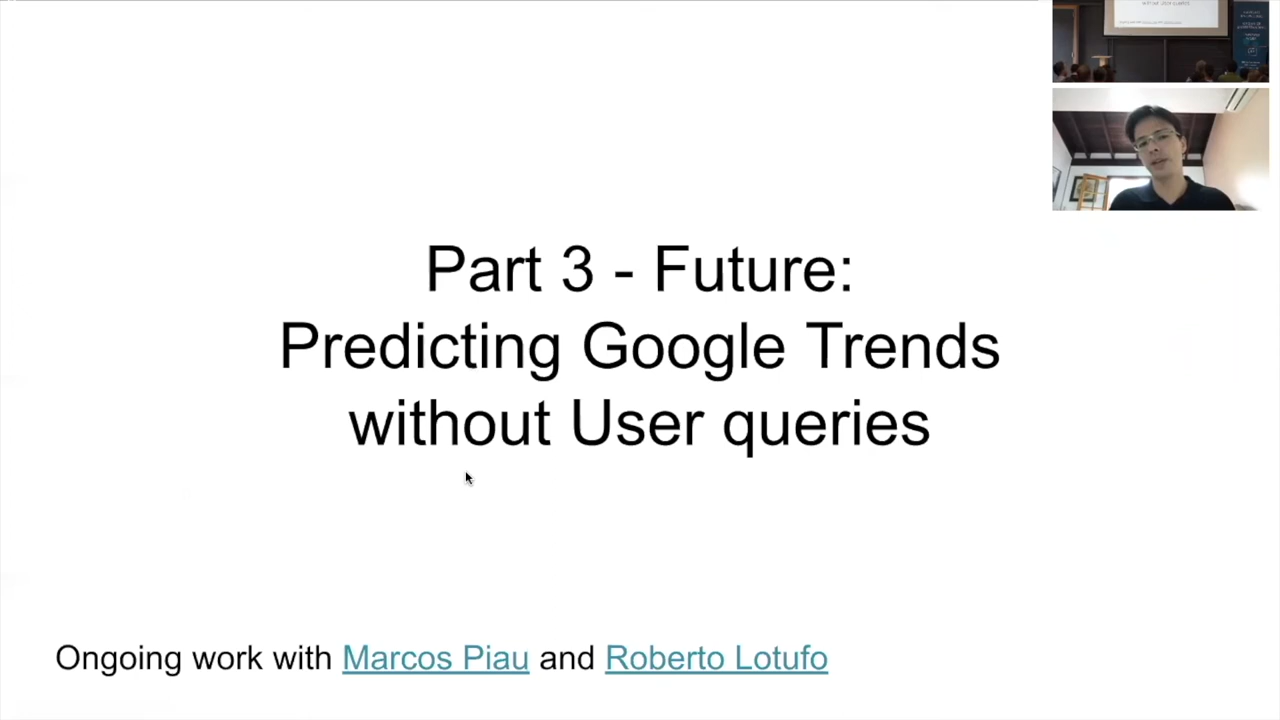 Part 3 - Future:
Predicting Google Trends
without User queries
Ongoing work with Marcos Piau and Roberto Lotufo